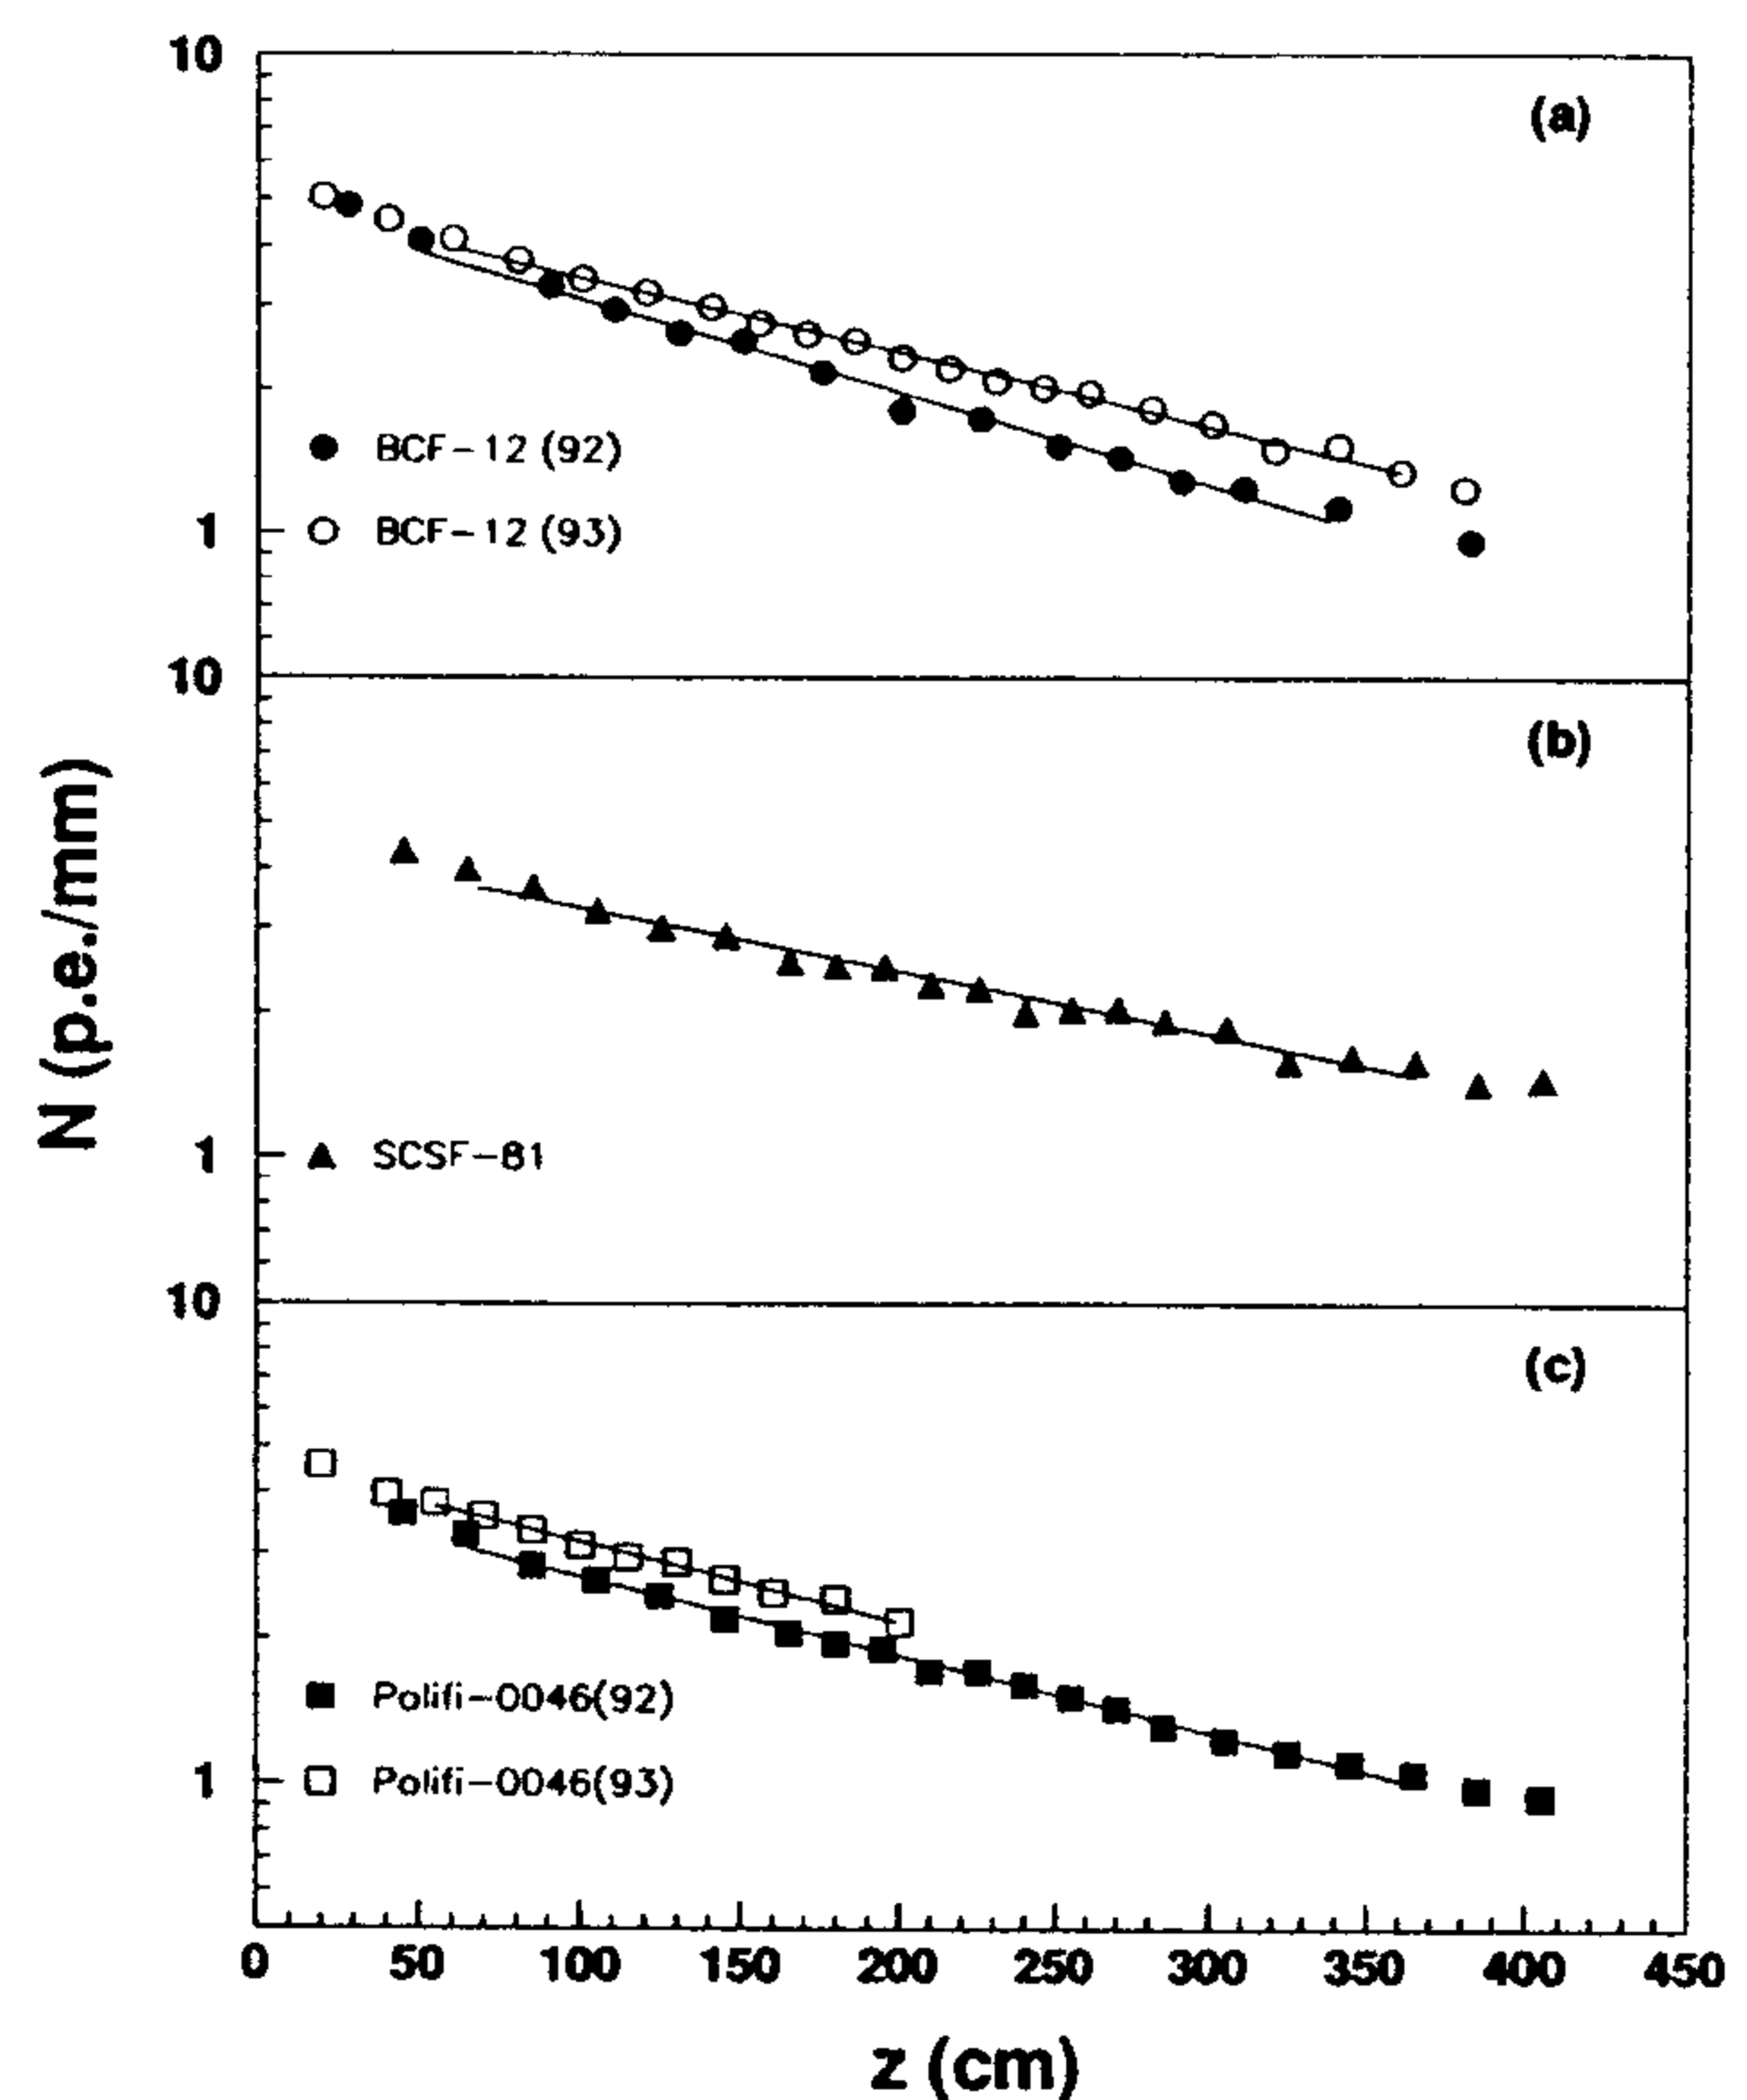 10
(a)
● BCF-12 (92)
1
○ BCF-12 (93)
10
(b)
N (p.e./mm)
1
▲ SCSF-81
10
(c)
■ Polifi-0046(92)
1
□ Polifi-0046(93)
0 50 100 150 200 250 300 350 400 450
z (cm)